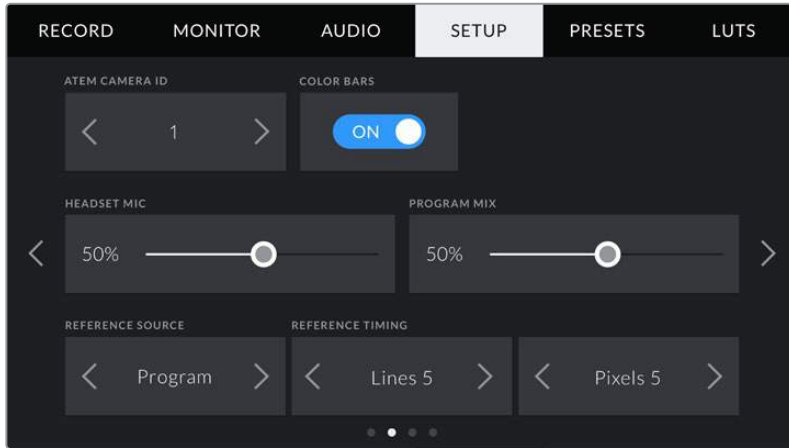 RECORD MONITOR AUDIO SETUP PRESETS LUTS
ATEM CAMERA ID COLOR BARS
1 ON
HEADSET MIC PROGRAM MIX
50% 50%
REFERENCE SOURCE REFERENCE TIMING
Program Lines 5 Pixels 5